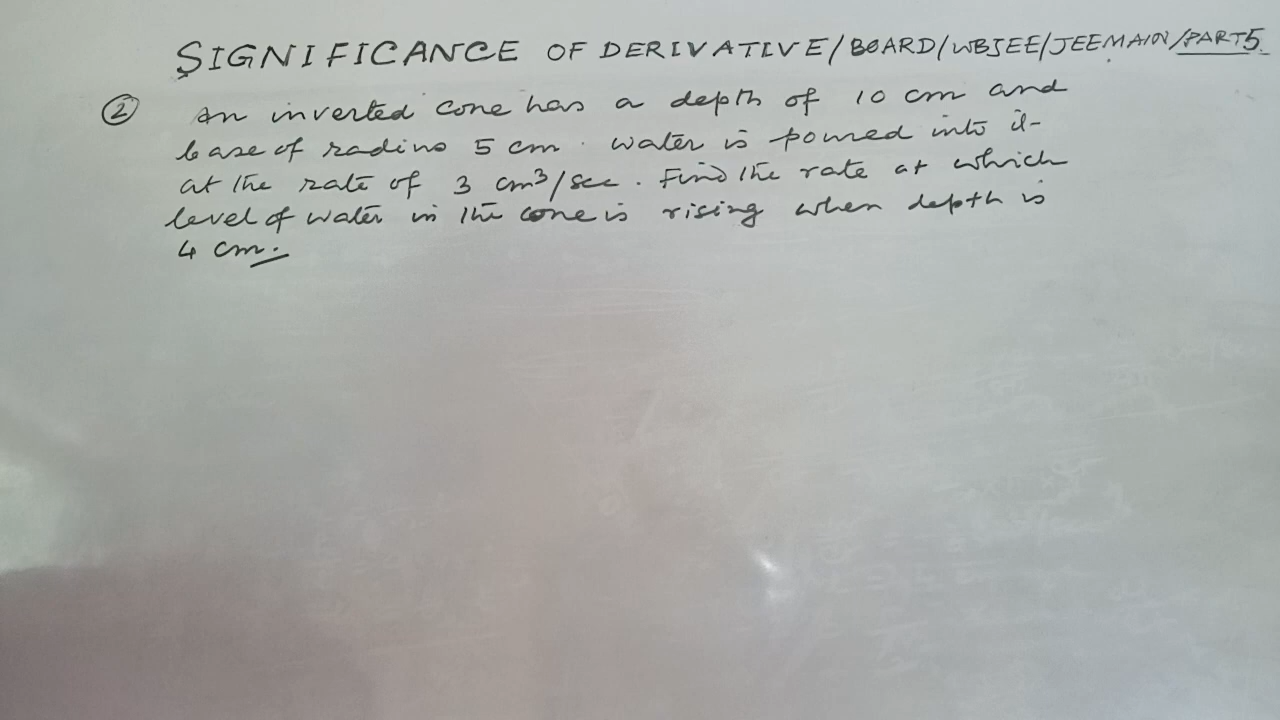 SIGNIFICANCE OF DERIVATIVE/BOARD/WBJEE/JEEMAIN/PART5
② An inverted cone has a depth of 10 cm and
base of radius 5 cm. water is poured into it
at the rate of 3 cm³/sec. Find the rate at which
level of water in the cone is rising when depth is
4 cm.